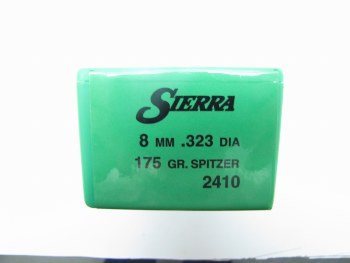 SIERRA
8 MM .323 DIA
175 GR. SPITZER
2410